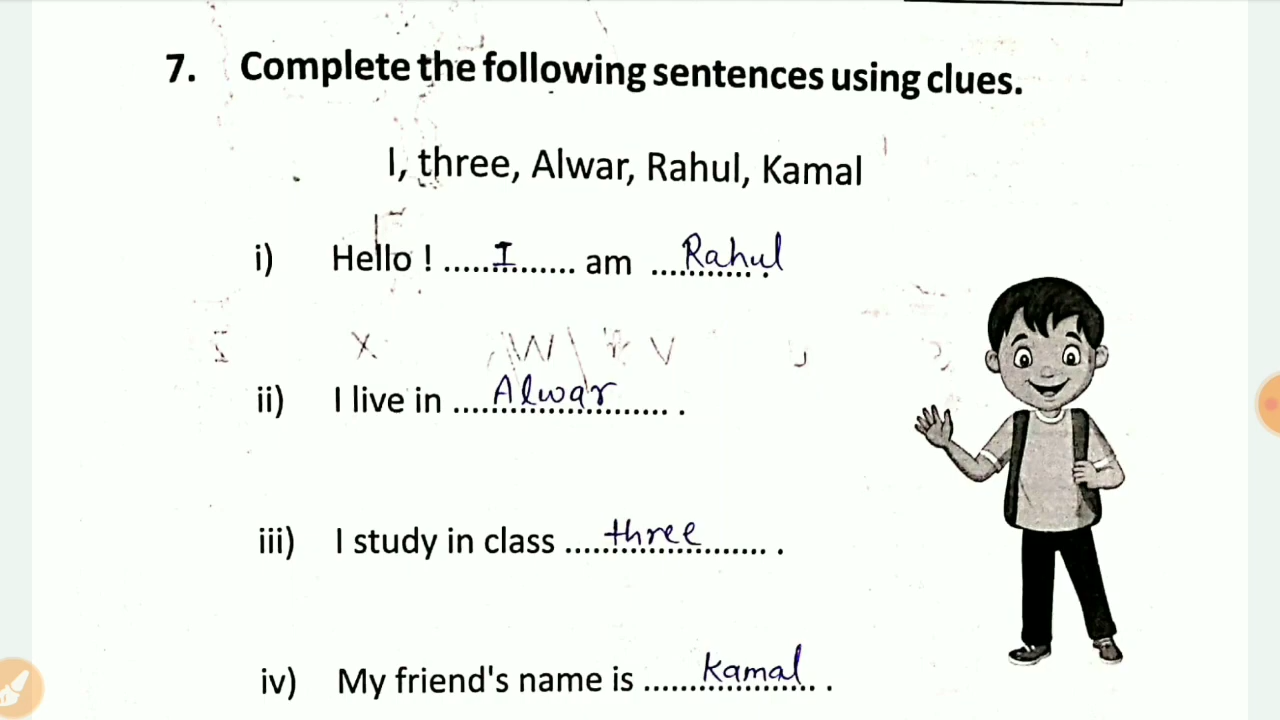 7. Complete the following sentences using clues.
I, three, Alwar, Rahul, Kamal
i) Hello ! .....I....... am ....Rahul..... .
ii) I live in ....Alwar.... .
iii) I study in class ....three.... .
iv) My friend's name is ....Kamal.... .